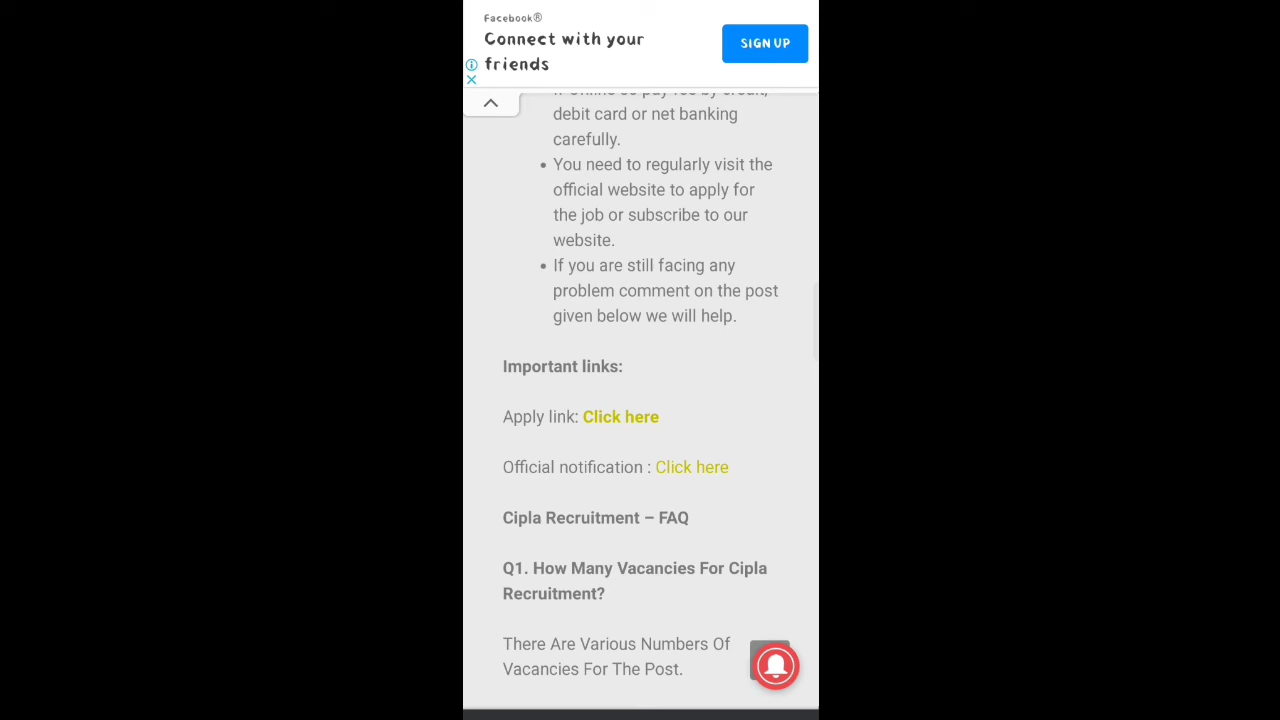 Facebook®
Connect with your
friends
SIGN UP
debit card or net banking
carefully.
• You need to regularly visit the
official website to apply for
the job or subscribe to our
website.
• If you are still facing any
problem comment on the post
given below we will help.
Important links:
Apply link: Click here
Official notification : Click here
Cipla Recruitment – FAQ
Q1. How Many Vacancies For Cipla
Recruitment?
There Are Various Numbers Of
Vacancies For The Post.